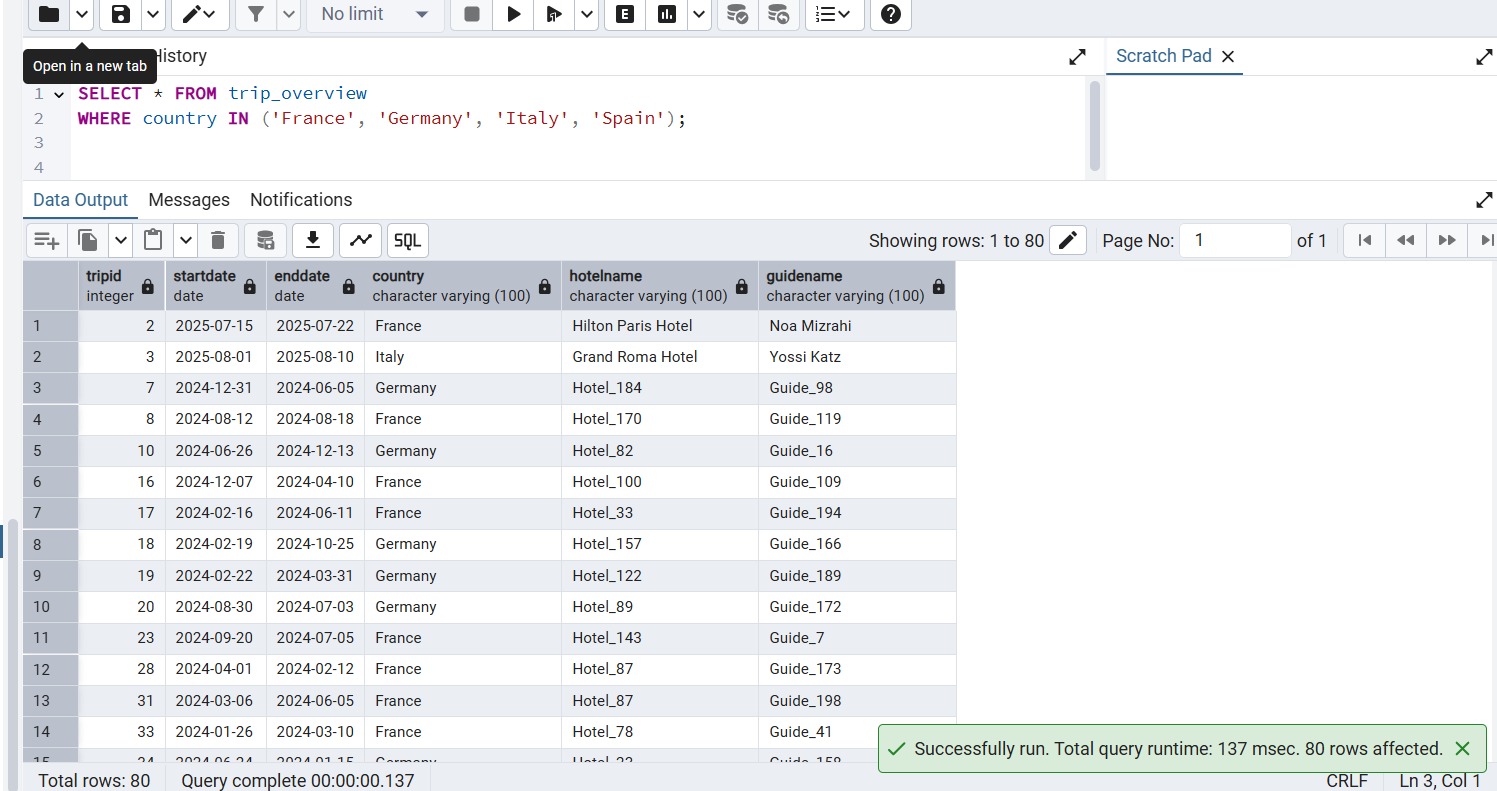 No limit
E
Open in a new tab
History
Scratch Pad
1 SELECT * FROM trip_overview
2 WHERE country IN ('France', 'Germany', 'Italy', 'Spain');
3
4
Data Output Messages Notifications
SQL Showing rows: 1 to 80 Page No: 1 of 1
tripid startdate enddate country hotelname guidename
integer date date character varying (100) character varying (100) character varying (100)
1 2 2025-07-15 2025-07-22 France Hilton Paris Hotel Noa Mizrahi
2 3 2025-08-01 2025-08-10 Italy Grand Roma Hotel Yossi Katz
3 7 2024-12-31 2024-06-05 Germany Hotel_184 Guide_98
4 8 2024-08-12 2024-08-18 France Hotel_170 Guide_119
5 10 2024-06-26 2024-12-13 Germany Hotel_82 Guide_16
6 16 2024-12-07 2024-04-10 France Hotel_100 Guide_109
7 17 2024-02-16 2024-06-11 France Hotel_33 Guide_194
8 18 2024-02-19 2024-10-25 Germany Hotel_157 Guide_166
9 19 2024-02-22 2024-03-31 Germany Hotel_122 Guide_189
10 20 2024-08-30 2024-07-03 Germany Hotel_89 Guide_172
11 23 2024-09-20 2024-07-05 France Hotel_143 Guide_7
12 28 2024-04-01 2024-02-12 France Hotel_87 Guide_173
13 31 2024-03-06 2024-06-05 France Hotel_87 Guide_198
14 33 2024-01-26 2024-03-10 France Hotel_78 Guide_41
Successfully run. Total query runtime: 137 msec. 80 rows affected.
Total rows: 80 Query complete 00:00:00.137 CRLF Ln 3, Col 1